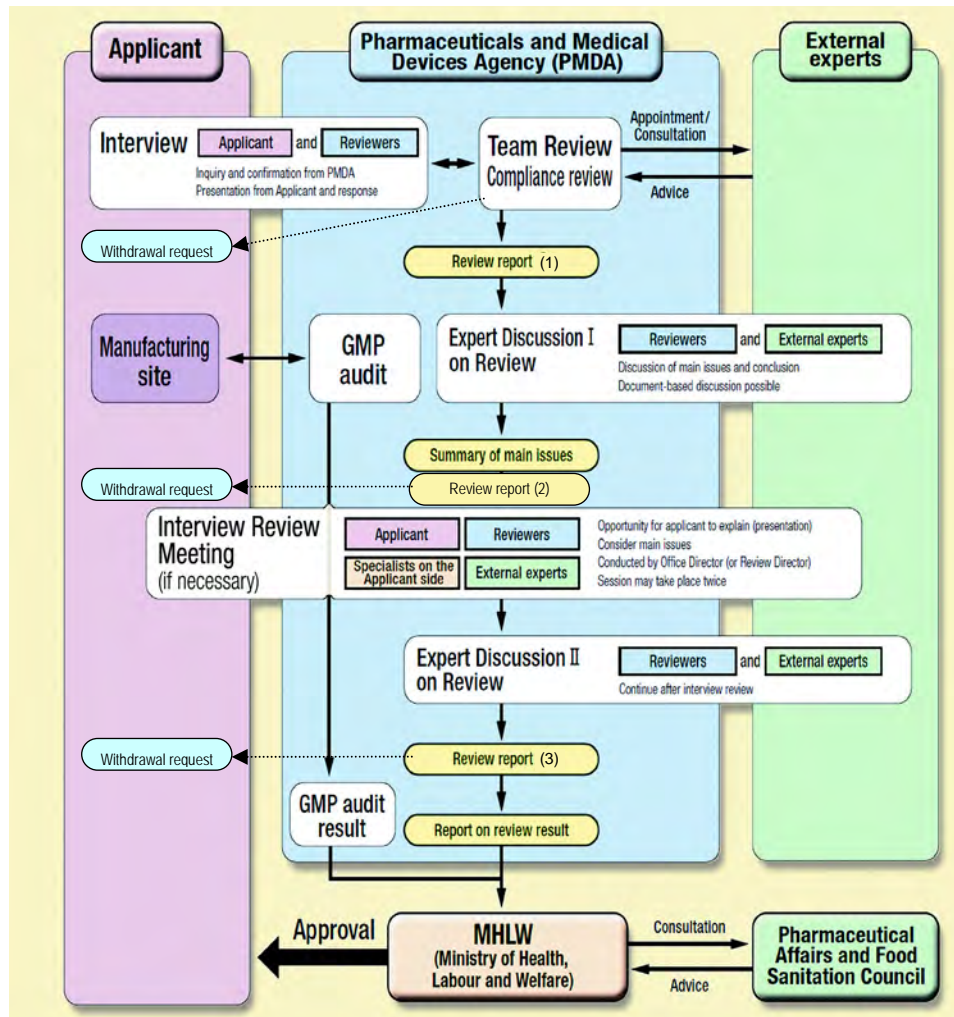 Applicant
Pharmaceuticals and Medical
Devices Agency (PMDA)
External
experts
Interview
Applicant
and
Reviewers
Inquiry and confirmation from PMDA
Presentation from Applicant and response
Team Review
Compliance review
Appointment/
Consultation
Advice
Withdrawal request
Review report (1)
Manufacturing
site
GMP
audit
Expert Discussion I
on Review
Reviewers
and
External experts
Discussion of main issues and conclusion
Document-based discussion possible
Summary of main issues
Withdrawal request
Review report (2)
Interview Review
Meeting
(if necessary)
Applicant
Reviewers
Specialists on the
Applicant side
External experts
Opportunity for applicant to explain (presentation)
Consider main issues
Conducted by Office Director (or Review Director)
Session may take place twice
Expert Discussion II
on Review
Reviewers
and
External experts
Continue after interview review
Withdrawal request
Review report (3)
GMP audit
result
Report on review result
Approval
MHLW
(Ministry of Health,
Labour and Welfare)
Consultation
Advice
Pharmaceutical
Affairs and Food
Sanitation Council